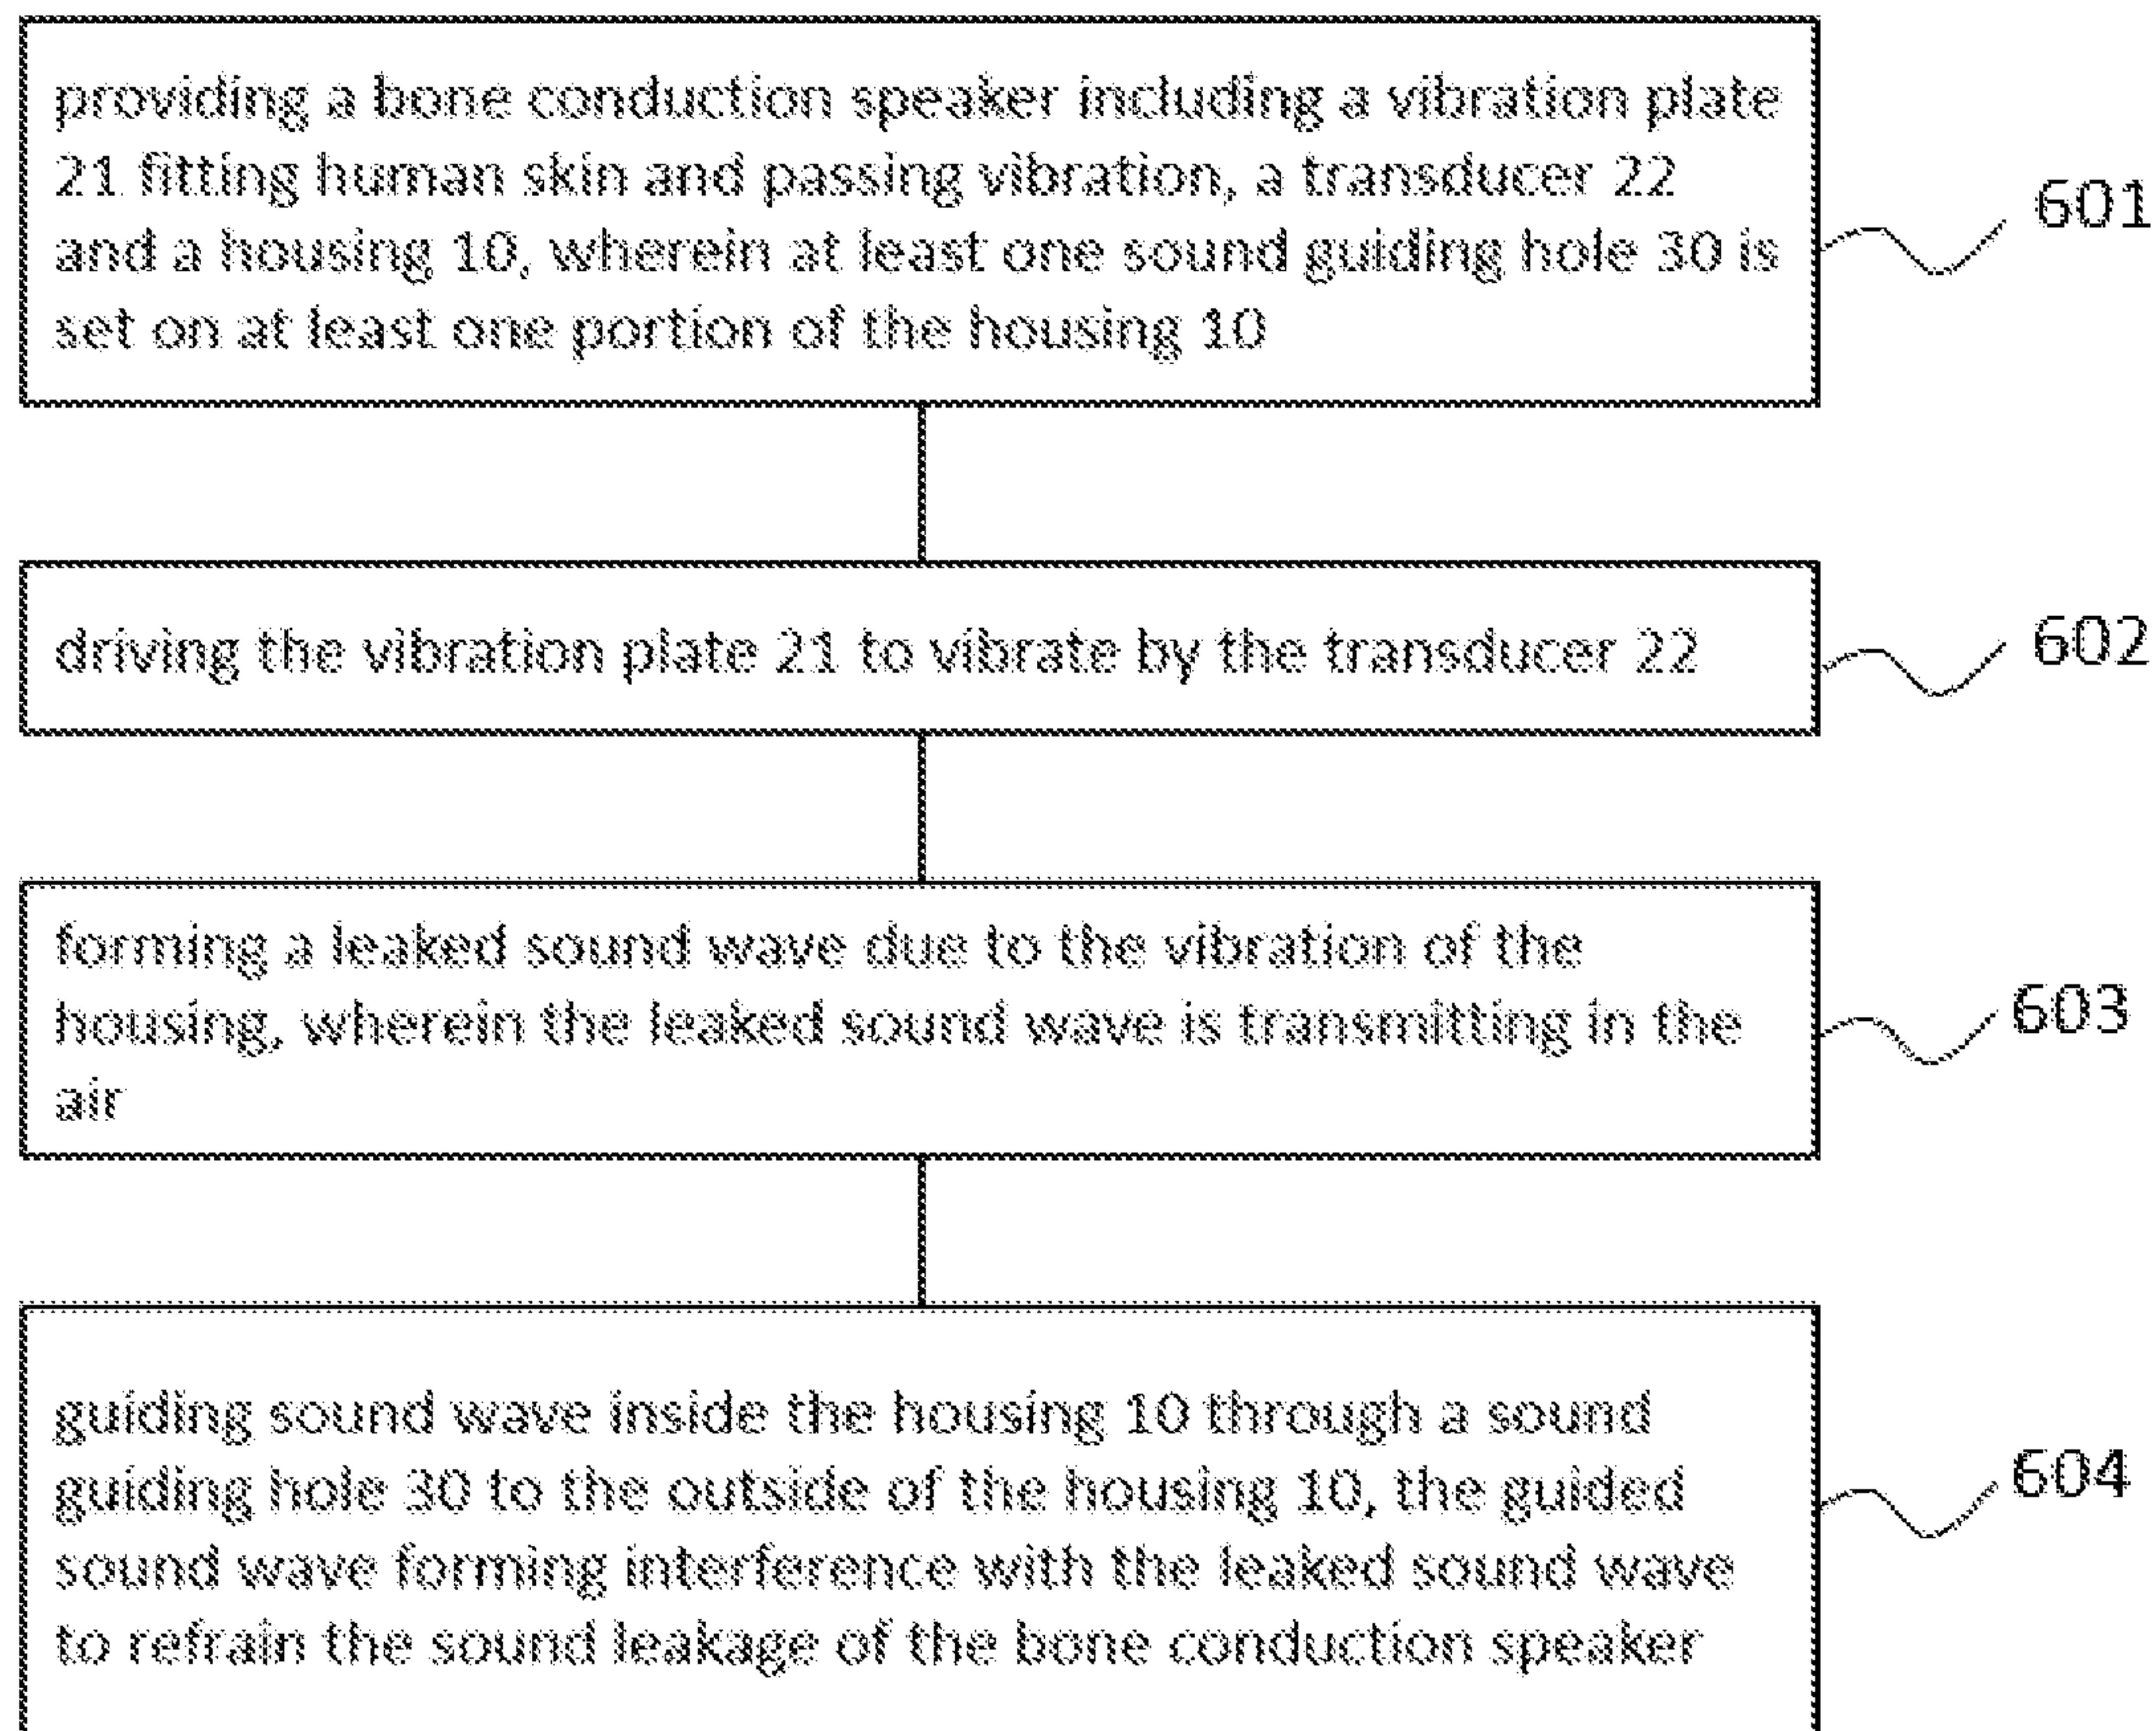 providing a bone conduction speaker including a vibration plate
21 fitting human skin and passing vibration, a transducer 22
and a housing 10, wherein at least one sound guiding hole 30 is
set on at least one portion of the housing 10
601
driving the vibration plate 21 to vibrate by the transducer 22
602
forming a leaked sound wave due to the vibration of the
housing, wherein the leaked sound wave is transmitting in the
air
603
guiding sound wave inside the housing 10 through a sound
guiding hole 30 to the outside of the housing 10, the guided
sound wave forming interference with the leaked sound wave
to refrain the sound leakage of the bone conduction speaker
604